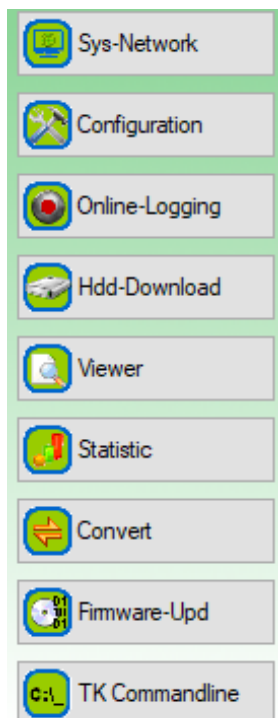 Sys-Network
Configuration
Online-Logging
Hdd-Download
Viewer
Statistic
Convert
Firmware-Upd
C:\_ TK Commandline